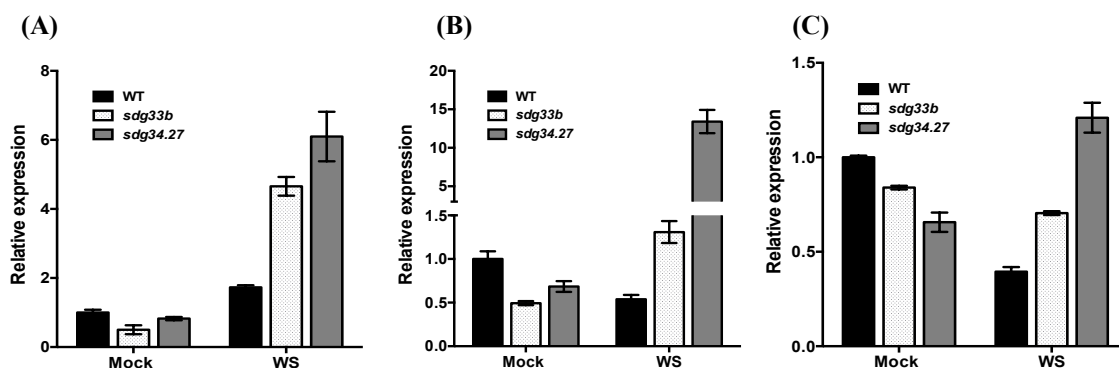 (A)
Relative expression
8
6
4
2
0
WT
sdg33b
sdg34.27
Mock WS
(B)
Relative expression
20
15
10
5
1.5
1.0
0.5
0.0
WT
sdg33b
sdg34.27
Mock WS
(C)
Relative expression
1.5
1.0
0.5
0.0
WT
sdg33b
sdg34.27
Mock WS